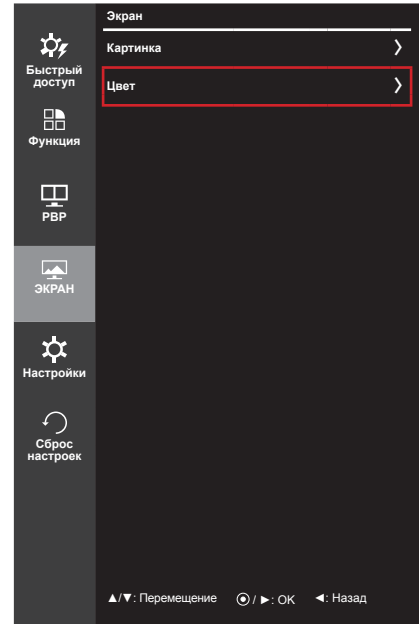 Экран
Картинка
Цвет
Быстрый
доступ
Функция
PBP
ЭКРАН
Настройки
Сброс
настроек
▲/▼: Перемещение ⦿ / ►: OK ◄: Назад